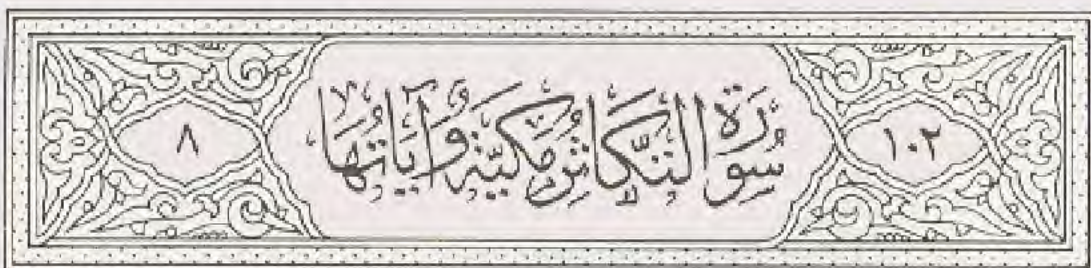 ١٠٢
سُورَةُ التَّكَاثُرِ مَكِّيَّة وَآيَاتُهَا
٨